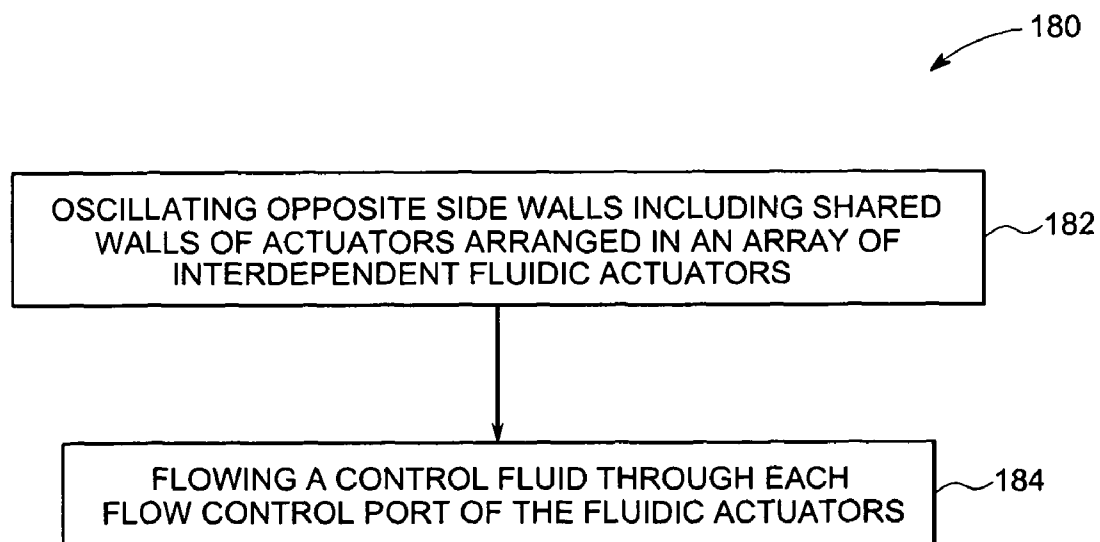 180
OSCILLATING OPPOSITE SIDE WALLS INCLUDING SHARED
WALLS OF ACTUATORS ARRANGED IN AN ARRAY OF
INTERDEPENDENT FLUIDIC ACTUATORS
182
FLOWING A CONTROL FLUID THROUGH EACH
FLOW CONTROL PORT OF THE FLUIDIC ACTUATORS
184